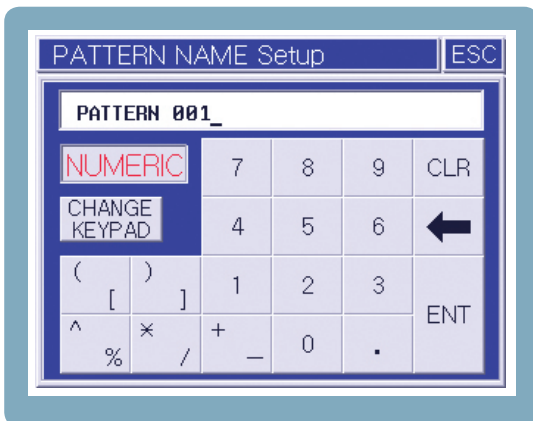 PATTERN NAME Setup ESC
PATTERN 001_
NUMERIC 7 8 9 CLR
CHANGE
KEYPAD 4 5 6 ←
( [ ) ] 1 2 3
^ % * / + _ 0 . ENT